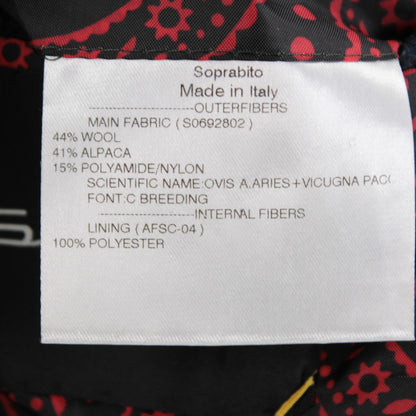 Soprabito
Made in Italy
--------------------------OUTERFIBERS
MAIN FABRIC ( S0692802 )
44% WOOL
41% ALPACA
15% POLYAMIDE/NYLON
SCIENTIFIC NAME:OVIS A.ARIES+VICUGNA PACO
FONT:C BREEDING
--------------------------INTERNAL FIBERS
LINING ( AFSC-04 )
100% POLYESTER